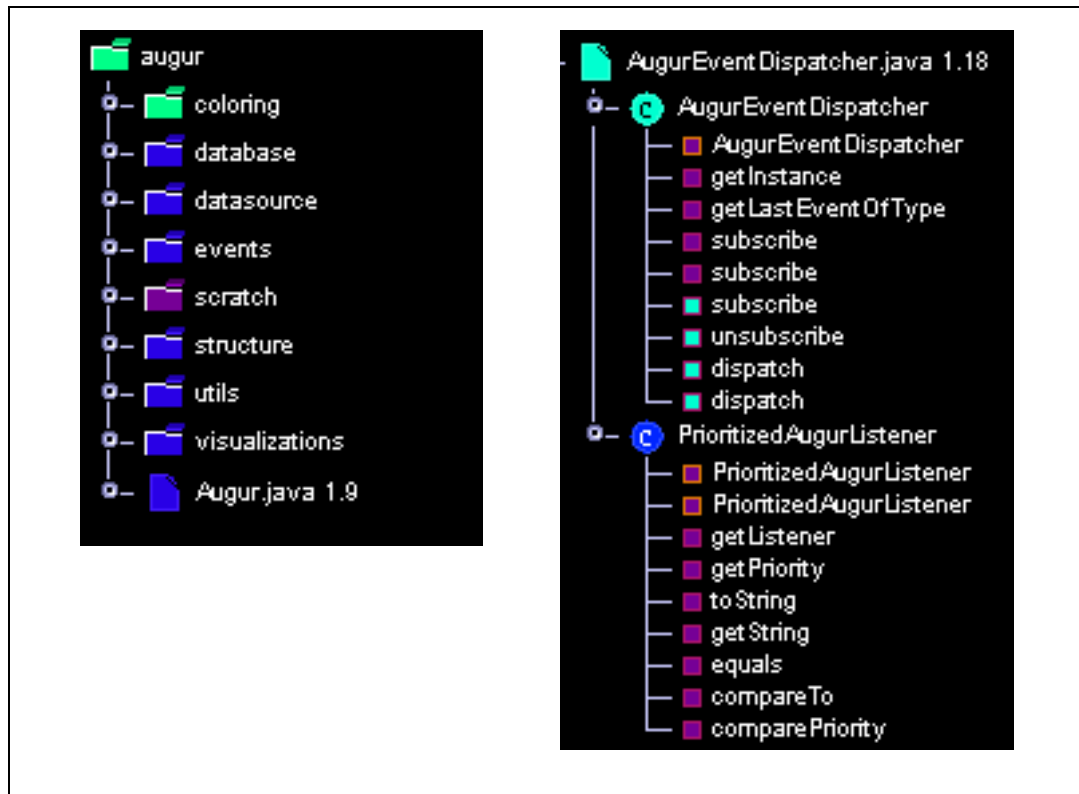 augur
coloring
database
datasource
events
scratch
structure
utils
visualizations
Augur.java 1.9
AugurEventDispatcher.java 1.18
C AugurEventDispatcher
AugurEventDispatcher
getInstance
getLastEventOfType
subscribe
subscribe
subscribe
unsubscribe
dispatch
dispatch
C PrioritizedAugurListener
PrioritizedAugurListener
PrioritizedAugurListener
getListener
getPriority
toString
getString
equals
compareTo
comparePriority